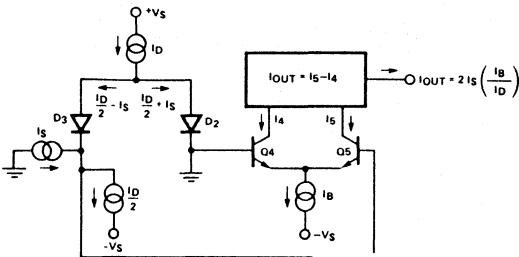 +VS
ID
IOUT = I5–I4
IOUT = 2 IS (IB/ID)
ID/2 – IS
ID/2 + IS
D3
D2
I4
I5
IS
Q4
Q5
ID/2
IB
-VS
-VS